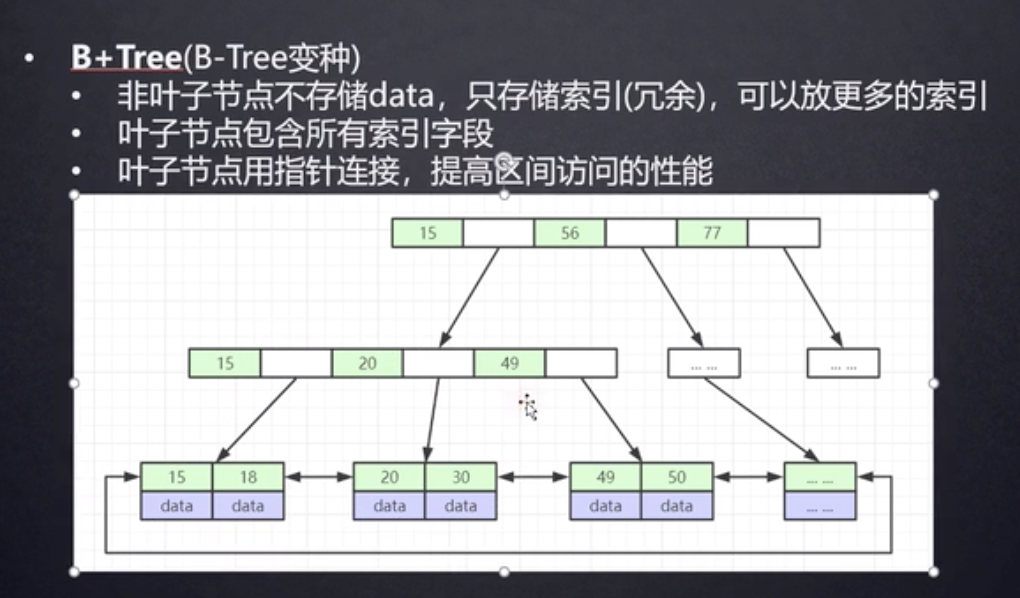 B+Tree(B-Tree变种)
非叶子节点不存储data，只存储索引(冗余)，可以放更多的索引
叶子节点包含所有索引字段
叶子节点用指针连接，提高区间访问的性能
15 56 77
15 20 49 ... ... ... ...
15 18 20 30 49 50 ... ...
data data data data data data ... ...